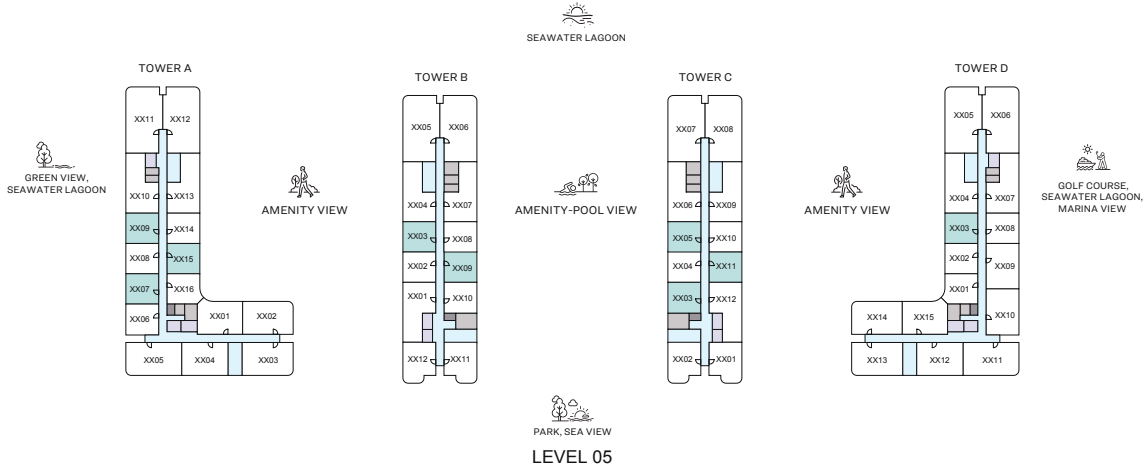 SEAWATER LAGOON
TOWER A
TOWER B
TOWER C
TOWER D
XX11 XX12
XX10 XX13
XX09 XX14
XX08 XX15
XX07 XX16
XX06 XX01 XX02
XX05 XX04 XX03
XX05 XX06
XX04 XX07
XX03 XX08
XX02 XX09
XX01 XX10
XX12 XX11
XX07 XX08
XX06 XX09
XX05 XX10
XX04 XX11
XX03 XX12
XX02 XX01
XX05 XX06
XX04 XX07
XX03 XX08
XX02 XX09
XX01 XX10
XX14 XX15
XX13 XX12 XX11
GREEN VIEW,
SEAWATER LAGOON
AMENITY VIEW
AMENITY-POOL VIEW
AMENITY VIEW
GOLF COURSE,
SEAWATER LAGOON,
MARINA VIEW
PARK, SEA VIEW
LEVEL 05